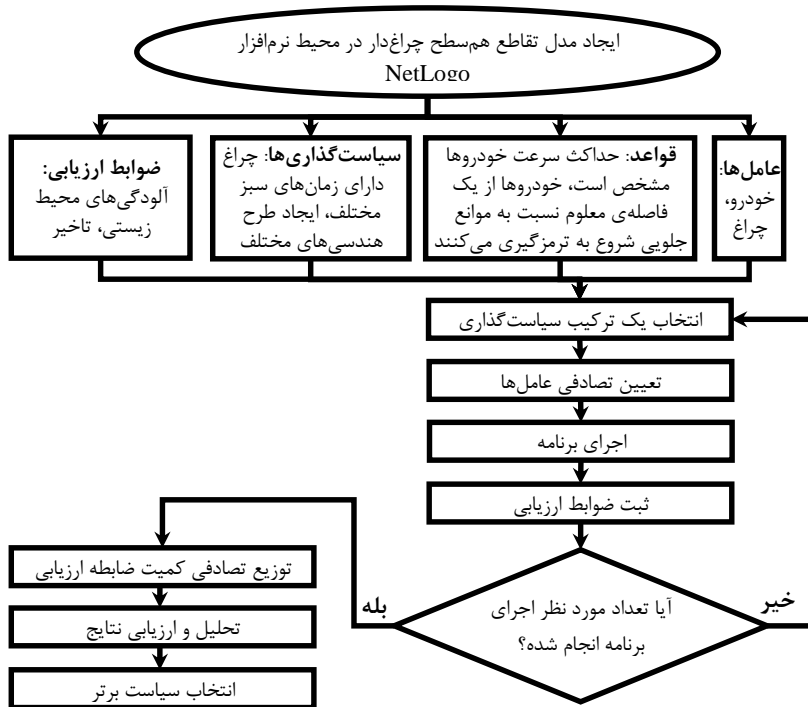 ایجاد مدل تقاطع هم‌سطح چراغ‌دار در محیط نرم‌افزار
NetLogo
عامل‌ها:
خودرو،
چراغ
قواعد: حداکث سرعت خودروها
مشخص است، خودروها از یک
فاصله‌ی معلوم نسبت به موانع
جلویی شروع به ترمزگیری می‌کنند
سیاست‌گذاری‌ها: چراغ
دارای زمان‌های سبز
مختلف، ایجاد طرح
هندسی‌های مختلف
ضوابط ارزیابی:
آلودگی‌های محیط
زیستی، تاخیر
انتخاب یک ترکیب سیاست‌گذاری
تعیین تصادفی عامل‌ها
اجرای برنامه
ثبت ضوابط ارزیابی
آیا تعداد مورد نظر اجرای
برنامه انجام شده؟
خیر
بله
توزیع تصادفی کمیت ضابطه ارزیابی
تحلیل و ارزیابی نتایج
انتخاب سیاست برتر